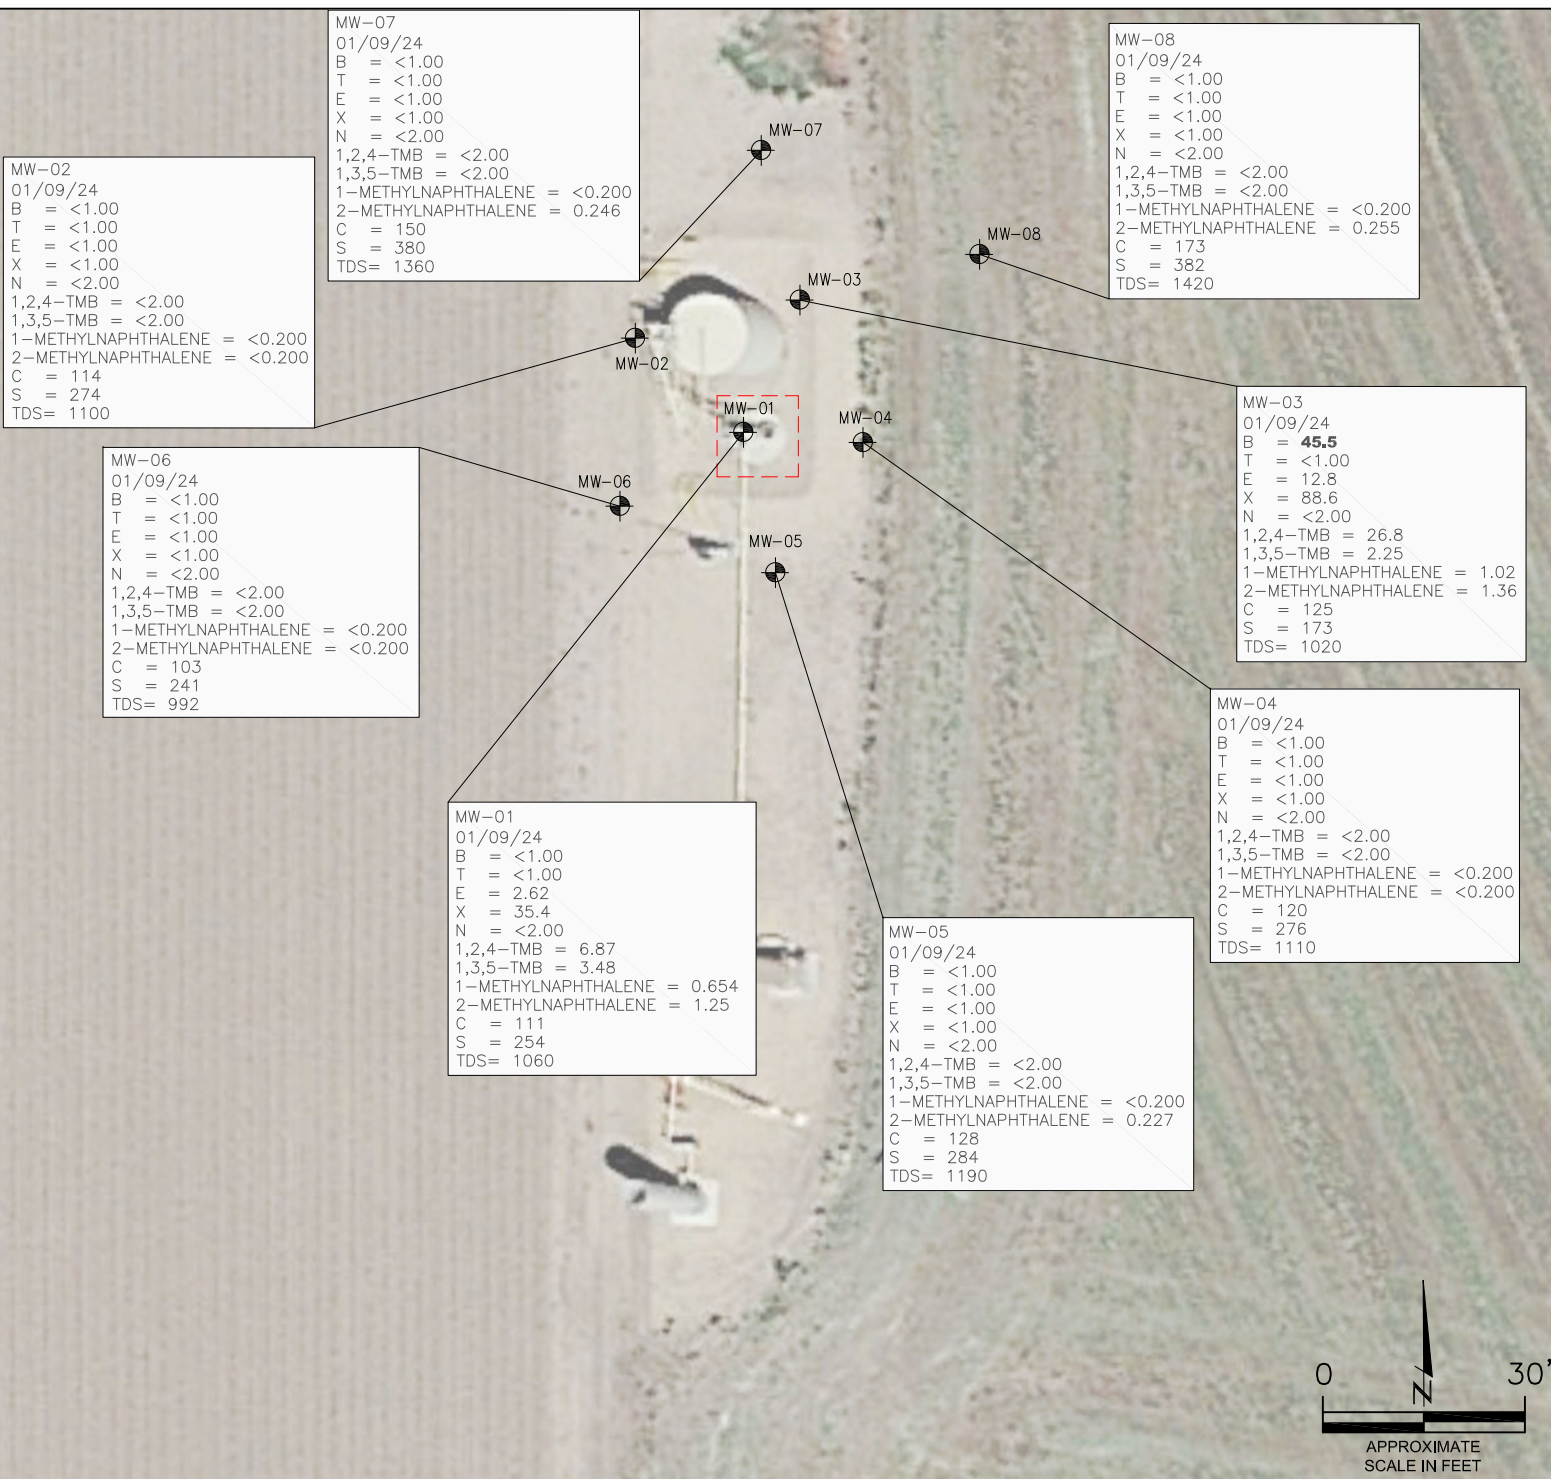 MW-07
01/09/24
B = <1.00
T = <1.00
E = <1.00
X = <1.00
N = <2.00
1,2,4-TMB = <2.00
1,3,5-TMB = <2.00
1-METHYLNAPHTHALENE = <0.200
2-METHYLNAPHTHALENE = 0.246
C = 150
S = 380
TDS= 1360
MW-08
01/09/24
B = <1.00
T = <1.00
E = <1.00
X = <1.00
N = <2.00
1,2,4-TMB = <2.00
1,3,5-TMB = <2.00
1-METHYLNAPHTHALENE = <0.200
2-METHYLNAPHTHALENE = 0.255
C = 173
S = 382
TDS= 1420
MW-02
01/09/24
B = <1.00
T = <1.00
E = <1.00
X = <1.00
N = <2.00
1,2,4-TMB = <2.00
1,3,5-TMB = <2.00
1-METHYLNAPHTHALENE = <0.200
2-METHYLNAPHTHALENE = <0.200
C = 114
S = 274
TDS= 1100
MW-07
MW-08
MW-03
MW-02
MW-01
MW-04
MW-06
MW-05
MW-03
01/09/24
B = 45.5
T = <1.00
E = 12.8
X = 88.6
N = <2.00
1,2,4-TMB = 26.8
1,3,5-TMB = 2.25
1-METHYLNAPHTHALENE = 1.02
2-METHYLNAPHTHALENE = 1.36
C = 125
S = 173
TDS= 1020
MW-06
01/09/24
B = <1.00
T = <1.00
E = <1.00
X = <1.00
N = <2.00
1,2,4-TMB = <2.00
1,3,5-TMB = <2.00
1-METHYLNAPHTHALENE = <0.200
2-METHYLNAPHTHALENE = <0.200
C = 103
S = 241
TDS= 992
MW-04
01/09/24
B = <1.00
T = <1.00
E = <1.00
X = <1.00
N = <2.00
1,2,4-TMB = <2.00
1,3,5-TMB = <2.00
1-METHYLNAPHTHALENE = <0.200
2-METHYLNAPHTHALENE = <0.200
C = 120
S = 276
TDS= 1110
MW-01
01/09/24
B = <1.00
T = <1.00
E = 2.62
X = 35.4
N = <2.00
1,2,4-TMB = 6.87
1,3,5-TMB = 3.48
1-METHYLNAPHTHALENE = 0.654
2-METHYLNAPHTHALENE = 1.25
C = 111
S = 254
TDS= 1060
MW-05
01/09/24
B = <1.00
T = <1.00
E = <1.00
X = <1.00
N = <2.00
1,2,4-TMB = <2.00
1,3,5-TMB = <2.00
1-METHYLNAPHTHALENE = <0.200
2-METHYLNAPHTHALENE = 0.227
C = 128
S = 284
TDS= 1190
N
0 30'
APPROXIMATE
SCALE IN FEET